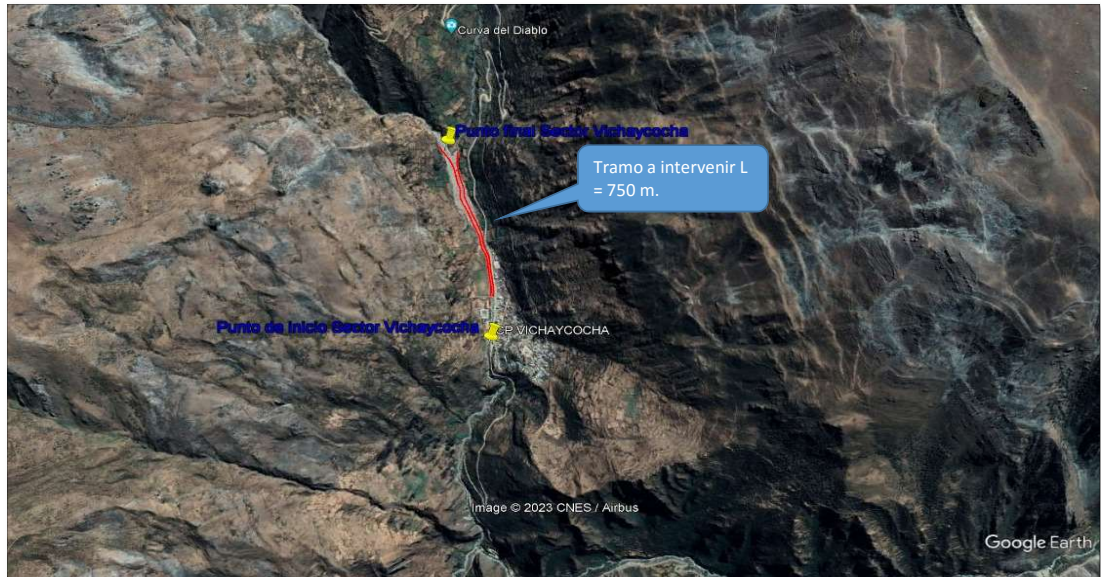 Curva del Diablo
Punto final Sector Vichaycocha
Tramo a intervenir L
= 750 m.
Punto de inicio Sector Vichaycocha
CP VICHAYCOCHA
Image © 2023 CNES / Airbus
Google Earth